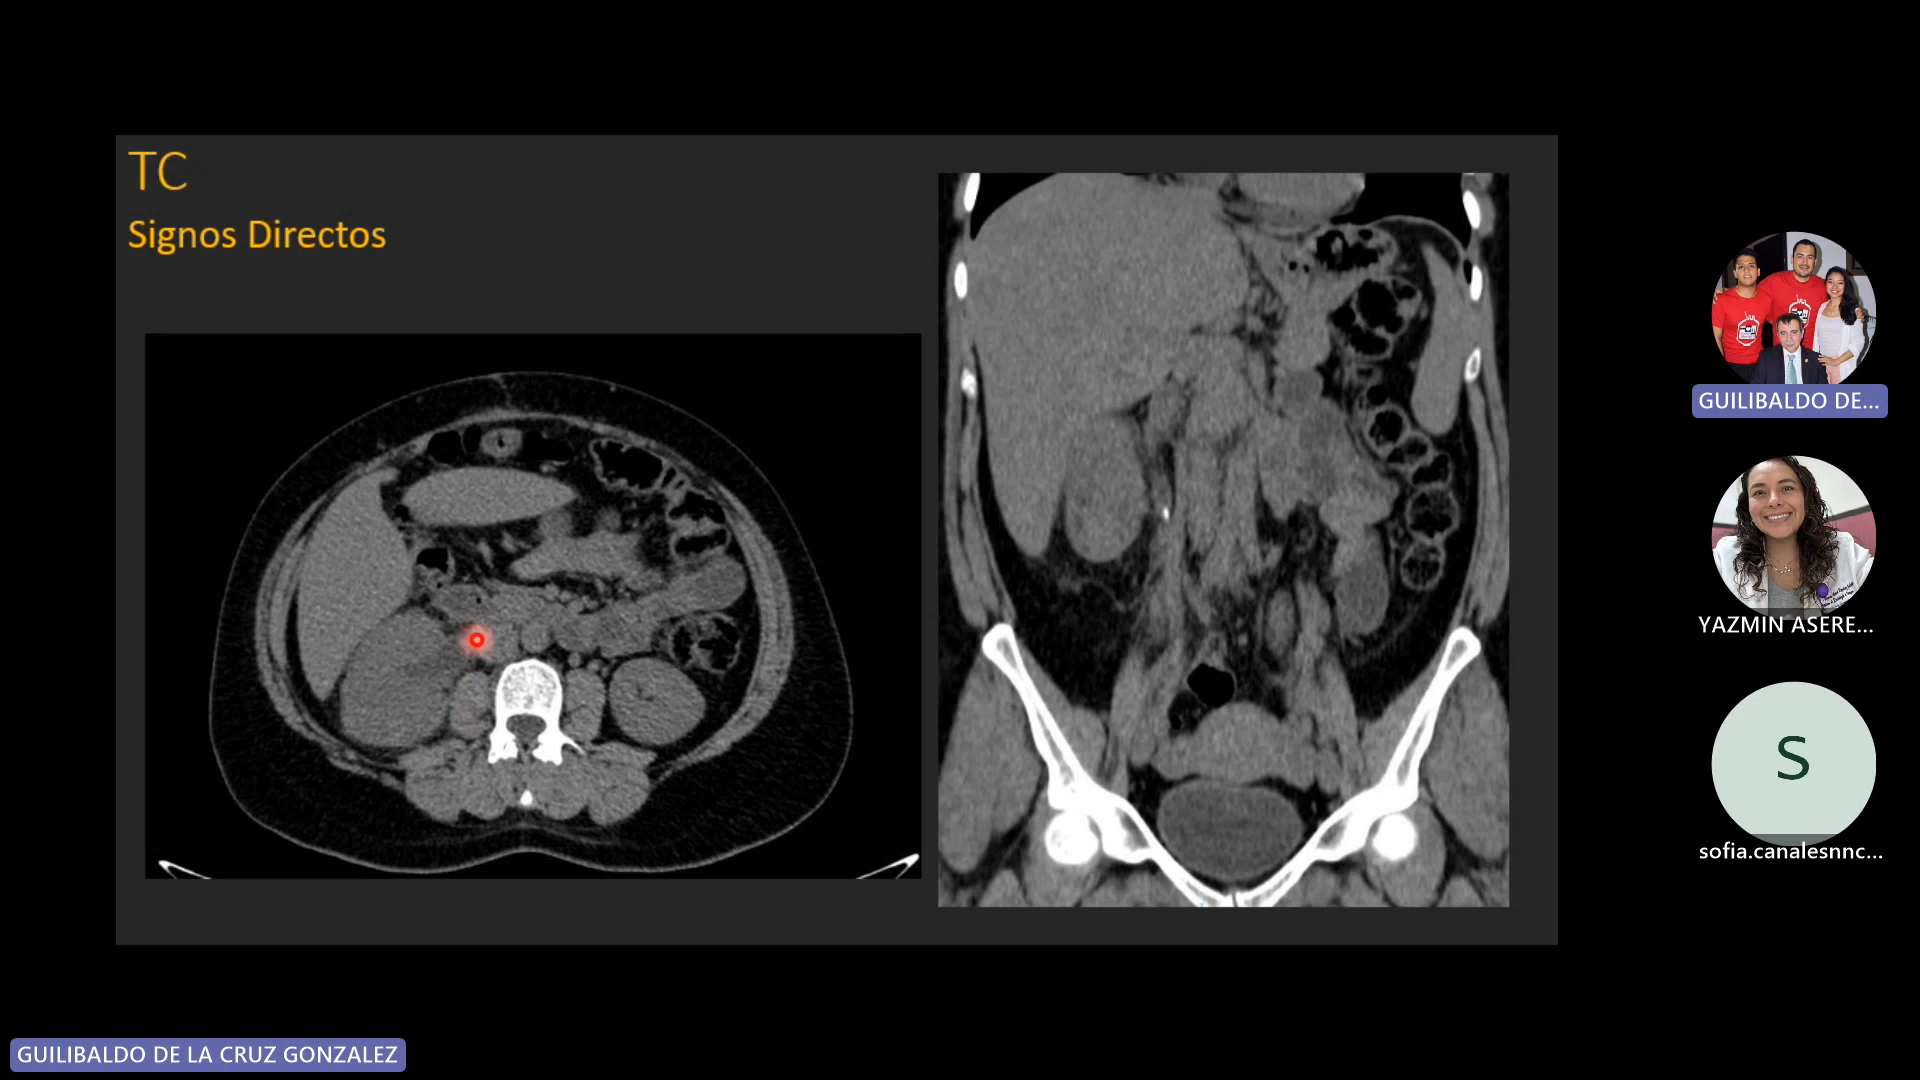 TC
Signos Directos
GUILIBALDO DE...
YAZMIN ASERE...
S
sofia.canalesnnc...
GUILIBALDO DE LA CRUZ GONZALEZ